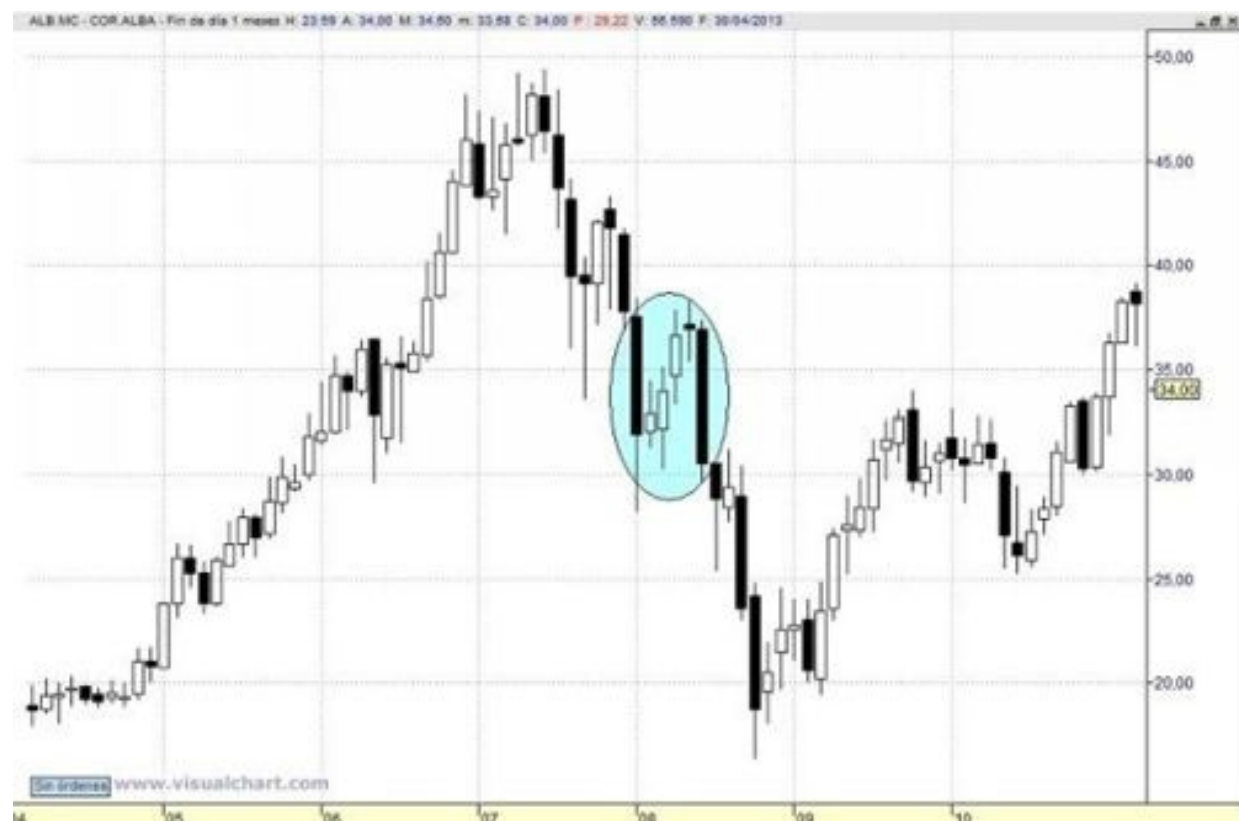 ALB.MC - COR.ALBA - Fin de día 1 meses H: 23:59 A: 34,00 M: 34,60 m: 33,58 C: 34,00 P : 29,22 V: 56.590 F: 30/04/2013
50.00
45.00
40.00
35.00
34.00
30.00
25.00
20.00
Sin órdenes www.visualchart.com
04 05 06 07 08 09 10